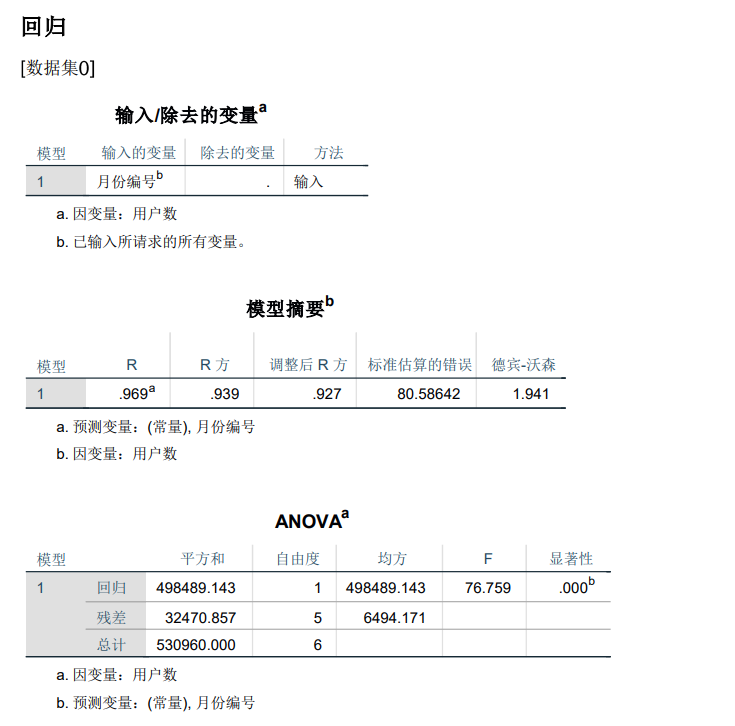 回归
[数据集0]
输入/除去的变量a
模型 输入的变量 除去的变量 方法
1 月份编号b . 输入
a. 因变量：用户数
b. 已输入所请求的所有变量。
模型摘要b
模型 R R 方 调整后 R 方 标准估算的错误 德宾-沃森
1 .969a .939 .927 80.58642 1.941
a. 预测变量：(常量), 月份编号
b. 因变量：用户数
ANOVAa
模型 平方和 自由度 均方 F 显著性
1 回归 498489.143 1 498489.143 76.759 .000b
残差 32470.857 5 6494.171
总计 530960.000 6
a. 因变量：用户数
b. 预测变量：(常量), 月份编号